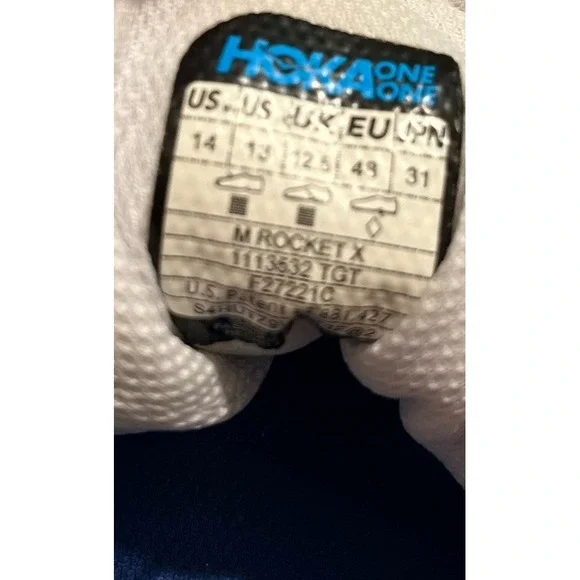 HOKA ONE ONE
US US UK EU JPN
14 13 12.5 48 31
M ROCKET X
1113532 TGT
F27221C
U.S. Patent